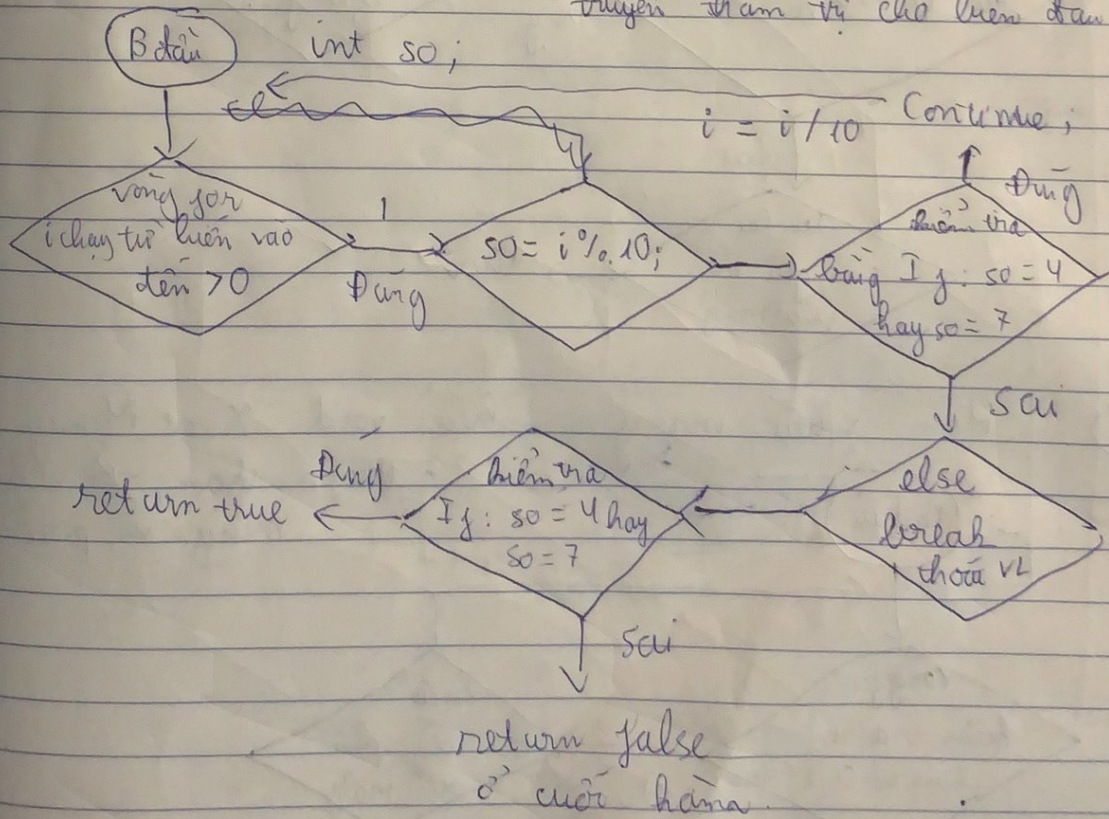 truyền tham trị cho biến đầu
Bđầu
int so;
Continue;
i = i / 10
Đúng
vòng for
i chạy từ biến vào
đến >0
1
Đúng
so = i % 10;
kiểm tra
bằng If: so = 4
hay so = 7
Sai
else
break
thoát VL
kiểm tra
If: so = 4 hay
so = 7
Đúng
return true
Sai
return false
ở cuối hàm.